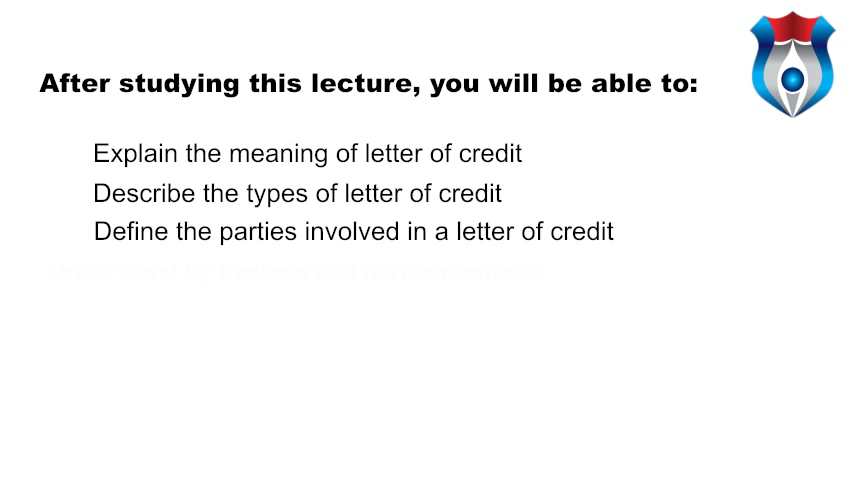 After studying this lecture, you will be able to:
Explain the meaning of letter of credit
Describe the types of letter of credit
Define the parties involved in a letter of credit